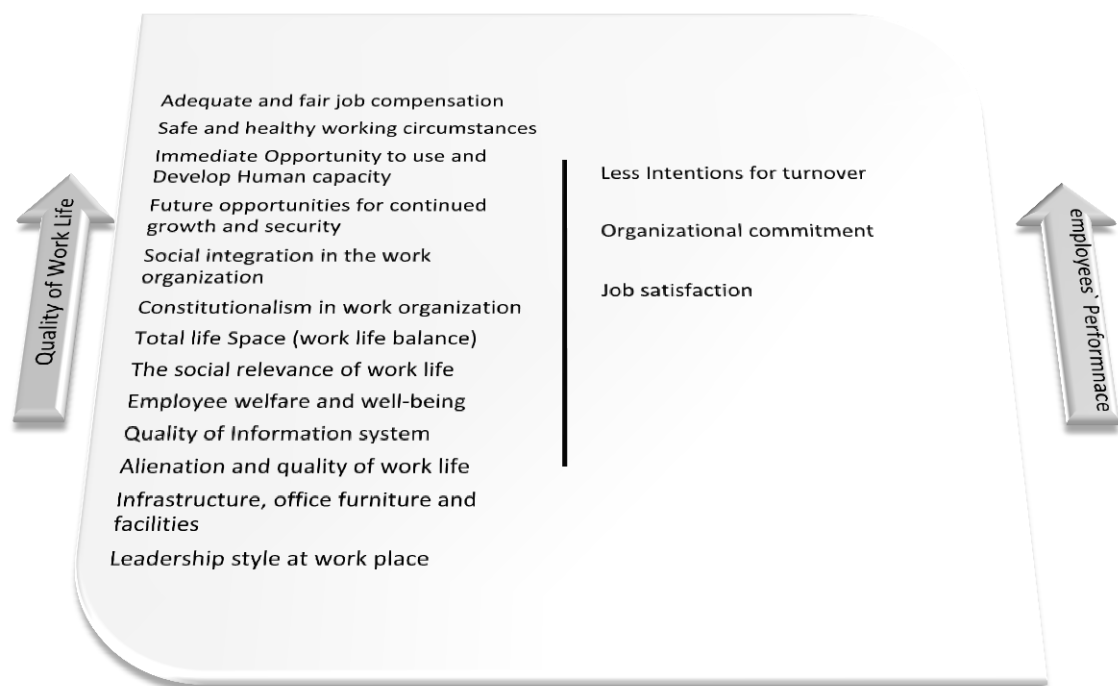 Quality of Work Life
Adequate and fair job compensation
Safe and healthy working circumstances
Immediate Opportunity to use and
Develop Human capacity
Future opportunities for continued
growth and security
Social integration in the work
organization
Constitutionalism in work organization
Total life Space (work life balance)
The social relevance of work life
Employee welfare and well-being
Quality of Information system
Alienation and quality of work life
Infrastructure, office furniture and
facilities
Leadership style at work place
Less Intentions for turnover
Organizational commitment
Job satisfaction
employees` Performnace